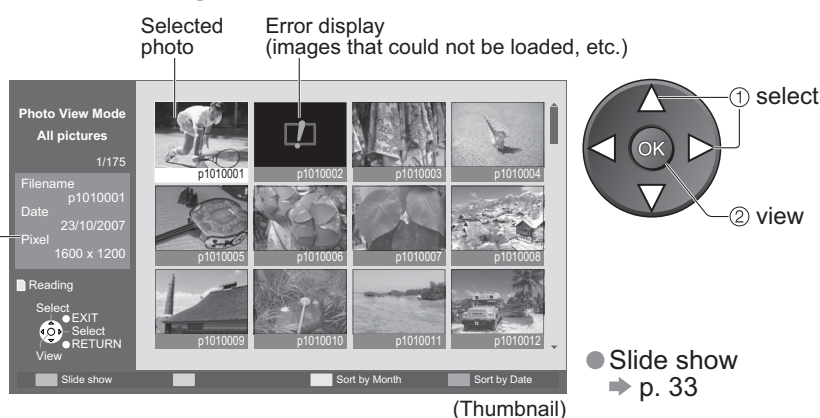 Selected photo
Error display
(images that could not be loaded, etc.)
Photo View Mode
All pictures
1/175
Filename
p1010001
Date
23/10/2007
Pixel
1600 x 1200
Reading
Select
EXIT
Select
RETURN
View
p1010001
p1010002
p1010003
p1010004
p1010005
p1010006
p1010007
p1010008
p1010009
p1010010
p1010011
p1010012
Slide show
Sort by Month
Sort by Date
(Thumbnail)
OK
① select
② view
Slide show
p. 33